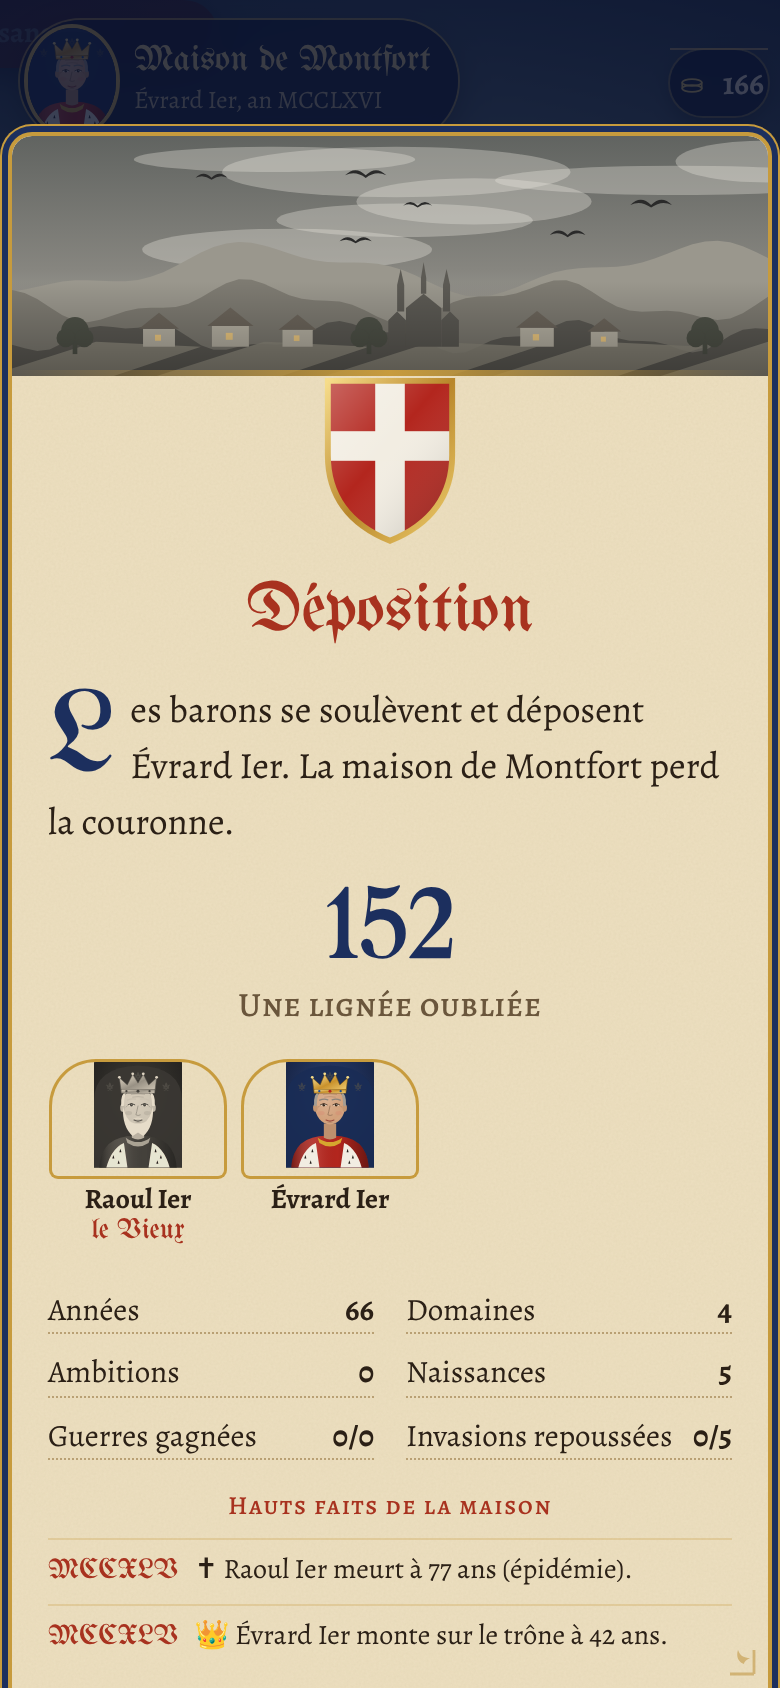 san
Maison de Montfort
Évrard Ier, an MCCLXVI
166
Déposition
Les barons se soulèvent et déposent
Évrard Ier. La maison de Montfort perd
la couronne.
152
Une lignée oubliée
Raoul Ier
le Vieux
Évrard Ier
Années 66
Domaines 4
Ambitions 0
Naissances 5
Guerres gagnées 0/0
Invasions repoussées 0/5
Hauts faits de la maison
MCCXLV ✝ Raoul Ier meurt à 77 ans (épidémie).
MCCXLV 👑 Évrard Ier monte sur le trône à 42 ans.